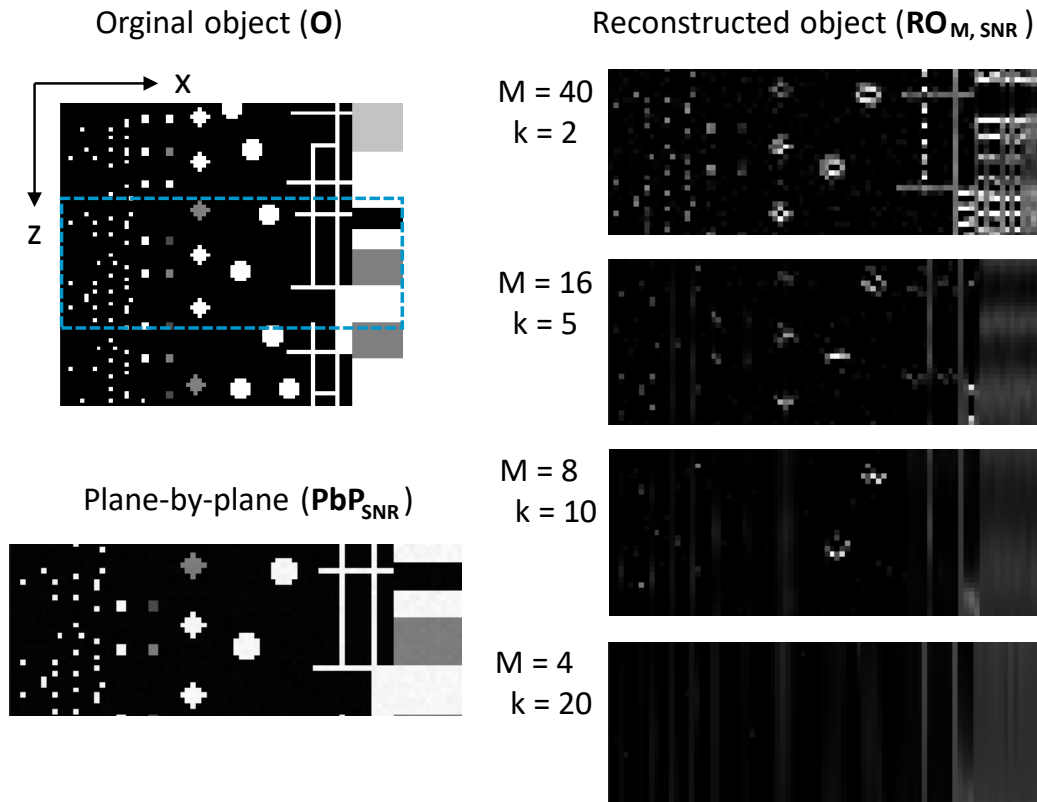 Orginal object (O)
X
Z
Plane-by-plane (PbP SNR)
Reconstructed object (RO M, SNR )
M = 40
k = 2
M = 16
k = 5
M = 8
k = 10
M = 4
k = 20